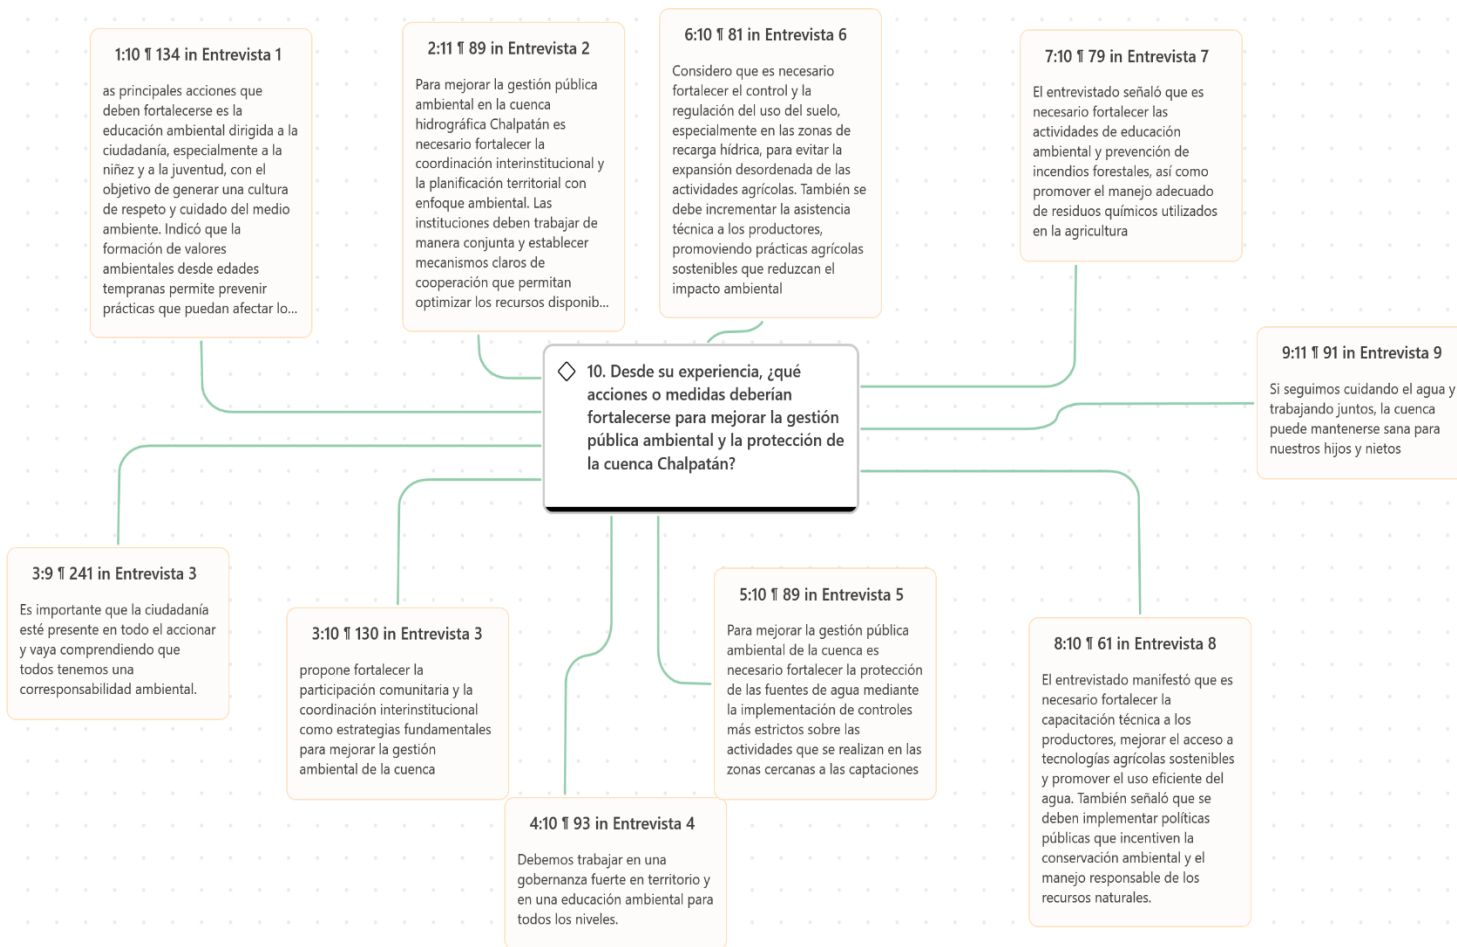 1:10 ¶ 134 in Entrevista 1
as principales acciones que
deben fortalecerse es la
educación ambiental dirigida a la
ciudadanía, especialmente a la
niñez y a la juventud, con el
objetivo de generar una cultura
de respeto y cuidado del medio
ambiente. Indicó que la
formación de valores
ambientales desde edades
tempranas permite prevenir
prácticas que puedan afectar lo...
2:11 ¶ 89 in Entrevista 2
Para mejorar la gestión pública
ambiental en la cuenca
hidrográfica Chalpatán es
necesario fortalecer la
coordinación interinstitucional y
la planificación territorial con
enfoque ambiental. Las
instituciones deben trabajar de
manera conjunta y establecer
mecanismos claros de
cooperación que permitan
optimizar los recursos disponib...
6:10 ¶ 81 in Entrevista 6
Considero que es necesario
fortalecer el control y la
regulación del uso del suelo,
especialmente en las zonas de
recarga hídrica, para evitar la
expansión desordenada de las
actividades agrícolas. También se
debe incrementar la asistencia
técnica a los productores,
promoviendo prácticas agrícolas
sostenibles que reduzcan el
impacto ambiental
7:10 ¶ 79 in Entrevista 7
El entrevistado señaló que es
necesario fortalecer las
actividades de educación
ambiental y prevención de
incendios forestales, así como
promover el manejo adecuado
de residuos químicos utilizados
en la agricultura
9:11 ¶ 91 in Entrevista 9
Si seguimos cuidando el agua y
trabajando juntos, la cuenca
puede mantenerse sana para
nuestros hijos y nietos
10. Desde su experiencia, ¿qué
acciones o medidas deberían
fortalecerse para mejorar la gestión
pública ambiental y la protección de
la cuenca Chalpatán?
3:9 ¶ 241 in Entrevista 3
Es importante que la ciudadanía
esté presente en todo el accionar
y vaya comprendiendo que
todos tenemos una
corresponsabilidad ambiental.
3:10 ¶ 130 in Entrevista 3
propone fortalecer la
participación comunitaria y la
coordinación interinstitucional
como estrategias fundamentales
para mejorar la gestión
ambiental de la cuenca
4:10 ¶ 93 in Entrevista 4
Debemos trabajar en una
gobernanza fuerte en territorio y
en una educación ambiental para
todos los niveles.
5:10 ¶ 89 in Entrevista 5
Para mejorar la gestión pública
ambiental de la cuenca es
necesario fortalecer la protección
de las fuentes de agua mediante
la implementación de controles
más estrictos sobre las
actividades que se realizan en las
zonas cercanas a las captaciones
8:10 ¶ 61 in Entrevista 8
El entrevistado manifestó que es
necesario fortalecer la
capacitación técnica a los
productores, mejorar el acceso a
tecnologías agrícolas sostenibles
y promover el uso eficiente del
agua. También señaló que se
deben implementar políticas
públicas que incentiven la
conservación ambiental y el
manejo responsable de los
recursos naturales.